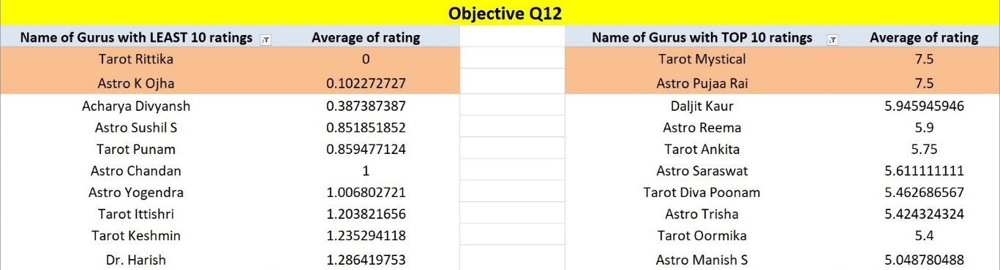 Objective Q12
Name of Gurus with LEAST 10 ratings Average of rating Name of Gurus with TOP 10 ratings Average of rating
Tarot Rittika 0 Tarot Mystical 7.5
Astro K Ojha 0.102272727 Astro Pujaa Rai 7.5
Acharya Divyansh 0.387387387 Daljit Kaur 5.945945946
Astro Sushil S 0.851851852 Astro Reema 5.9
Tarot Punam 0.859477124 Tarot Ankita 5.75
Astro Chandan 1 Astro Saraswat 5.611111111
Astro Yogendra 1.006802721 Tarot Diva Poonam 5.462686567
Tarot Ittishri 1.203821656 Astro Trisha 5.424324324
Tarot Keshmin 1.235294118 Tarot Oormika 5.4
Dr. Harish 1.286419753 Astro Manish S 5.048780488